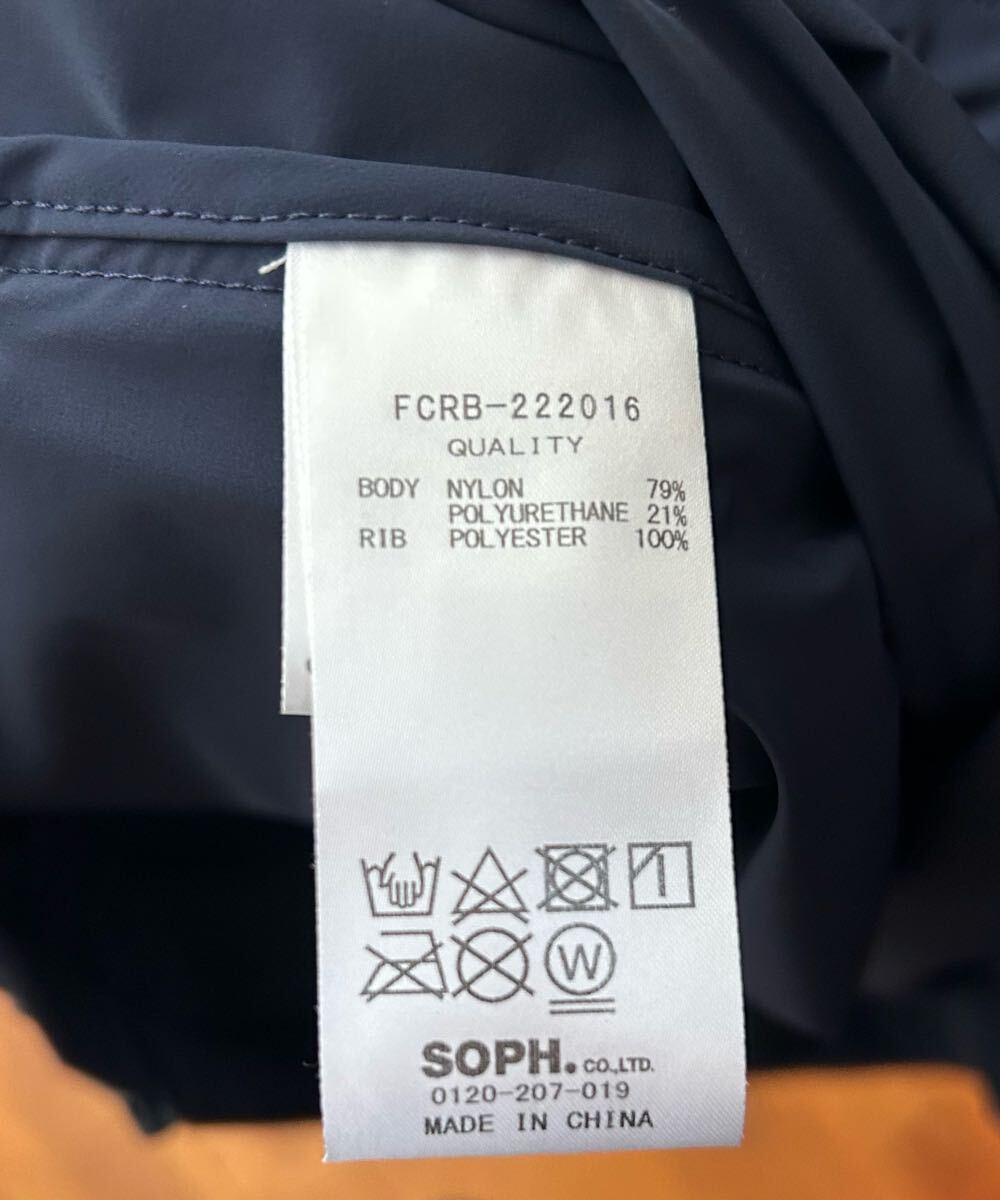 FCRB-222016
QUALITY
BODY NYLON 79%
POLYURETHANE 21%
RIB POLYESTER 100%
W
SOPH. CO.,LTD.
0120-207-019
MADE IN CHINA